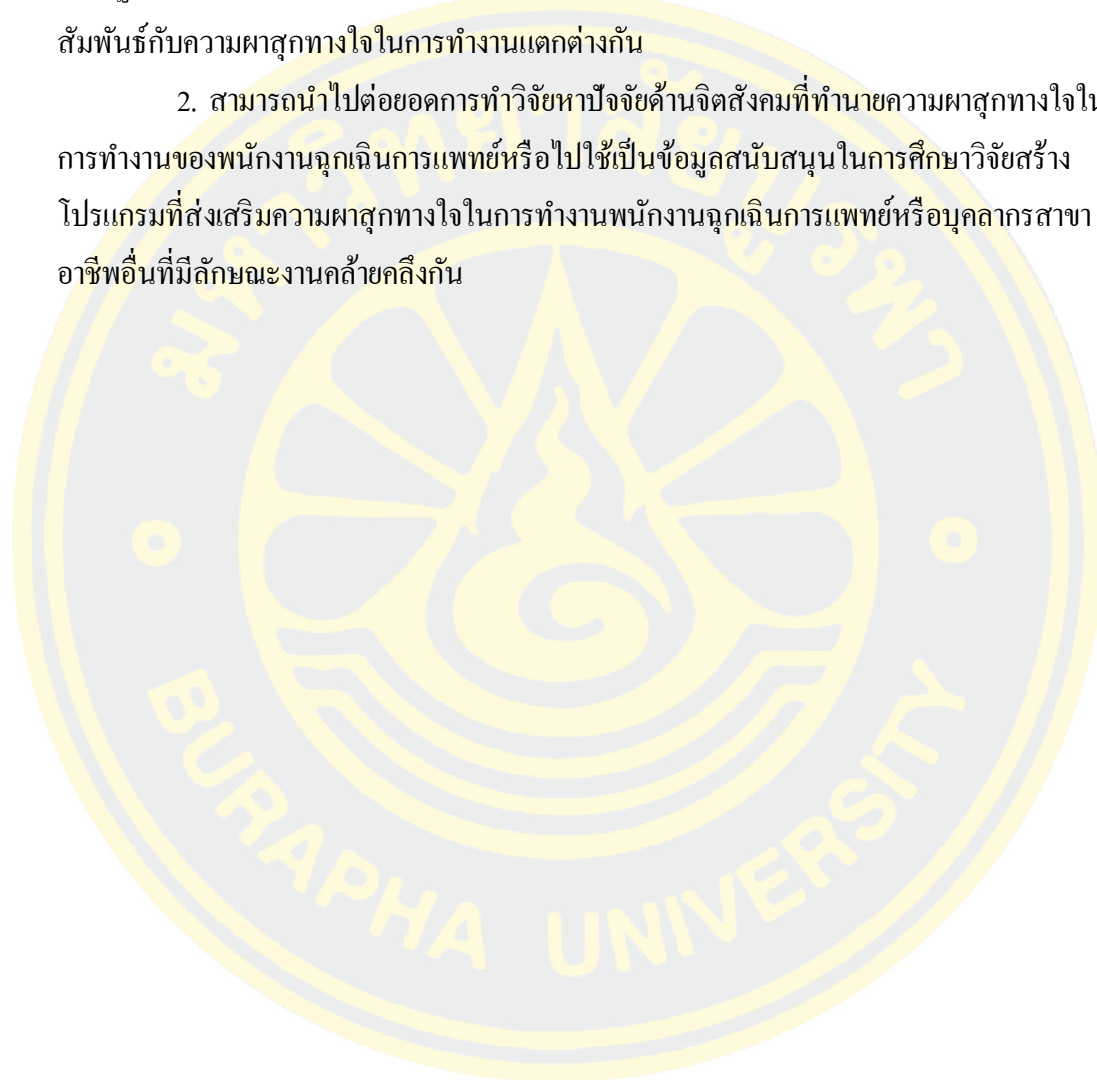 สัมพันธ์กับความผาสุกทางใจในการทำงานแตกต่างกัน
2. สามารถนำไปต่อยอดการทำวิจัยหาปัจจัยด้านจิตสังคมที่ทำนายความผาสุกทางใจใน
การทำงานของพนักงานฉุกเฉินการแพทย์หรือไปใช้เป็นข้อมูลสนับสนุนในการศึกษาวิจัยสร้าง
โปรแกรมที่ส่งเสริมความผาสุกทางใจในการทำงานพนักงานฉุกเฉินการแพทย์หรือบุคลากรสาขา
อาชีพอื่นที่มีลักษณะงานคล้ายคลึงกัน
มหาวิทยาลัยบูรพา
BURAPHA UNIVERSITY